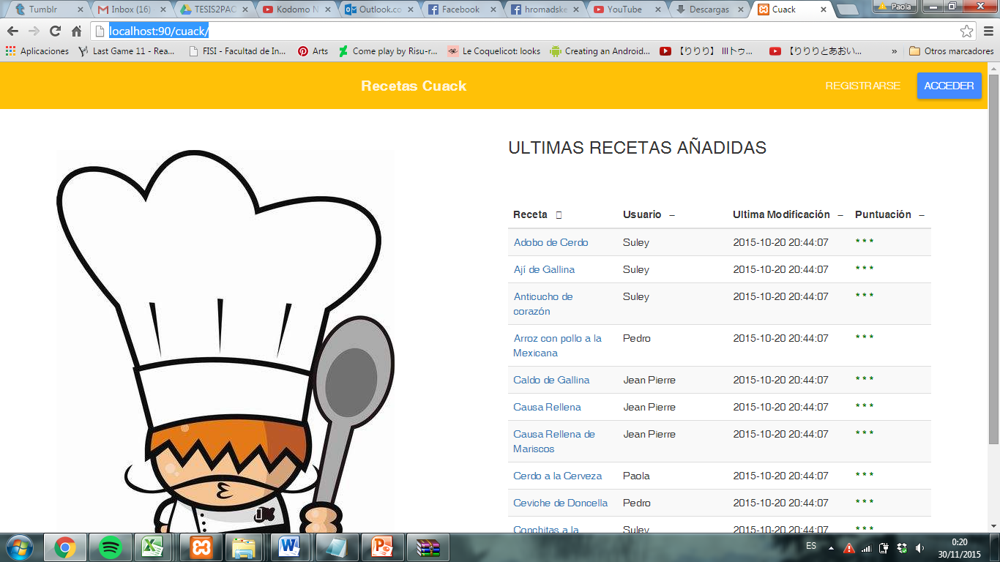 Tumblr
Inbox (16)
TESIS2PAC
Kodomo N
Outlook.co
Facebook
hromadske
YouTube
Descargas
Cuack
Paola
localhost:90/cuack/
Aplicaciones
Last Game 11 - Rea...
FISI - Facultad de In...
Arts
Come play by Risu-r...
Le Coquelicot: looks
Creating an Android...
【りりり】 IIIトゥ...
【りりりとあおい...
»
Otros marcadores
Recetas Cuack
REGISTRARSE
ACCEDER
ULTIMAS RECETAS AÑADIDAS
Receta Usuario – Ultima Modificación – Puntuación –
Adobo de Cerdo Suley 2015-10-20 20:44:07 * * *
Ají de Gallina Suley 2015-10-20 20:44:07 * * *
Anticucho de Suley 2015-10-20 20:44:07 * * *
corazón
Arroz con pollo a la Pedro 2015-10-20 20:44:07 * * *
Mexicana
Caldo de Gallina Jean Pierre 2015-10-20 20:44:07 * * *
Causa Rellena Jean Pierre 2015-10-20 20:44:07 * * *
Causa Rellena de Jean Pierre 2015-10-20 20:44:07 * * *
Mariscos
Cerdo a la Cerveza Paola 2015-10-20 20:44:07 * * *
Ceviche de Doncella Pedro 2015-10-20 20:44:07 * * *
Conchitas a la Suley 2015-10-20 20:44:07 * * *
ES
0:20
30/11/2015